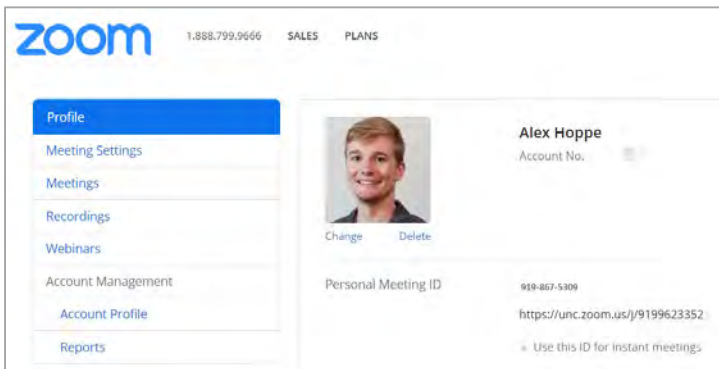 zoom 1.888.799.9666 SALES PLANS
Profile
Meeting Settings
Meetings
Recordings
Webinars
Account Management
Account Profile
Reports
Alex Hoppe
Account No.
Change Delete
Personal Meeting ID
919-867-5309
https://unc.zoom.us/j/9199623352
Use this ID for instant meetings